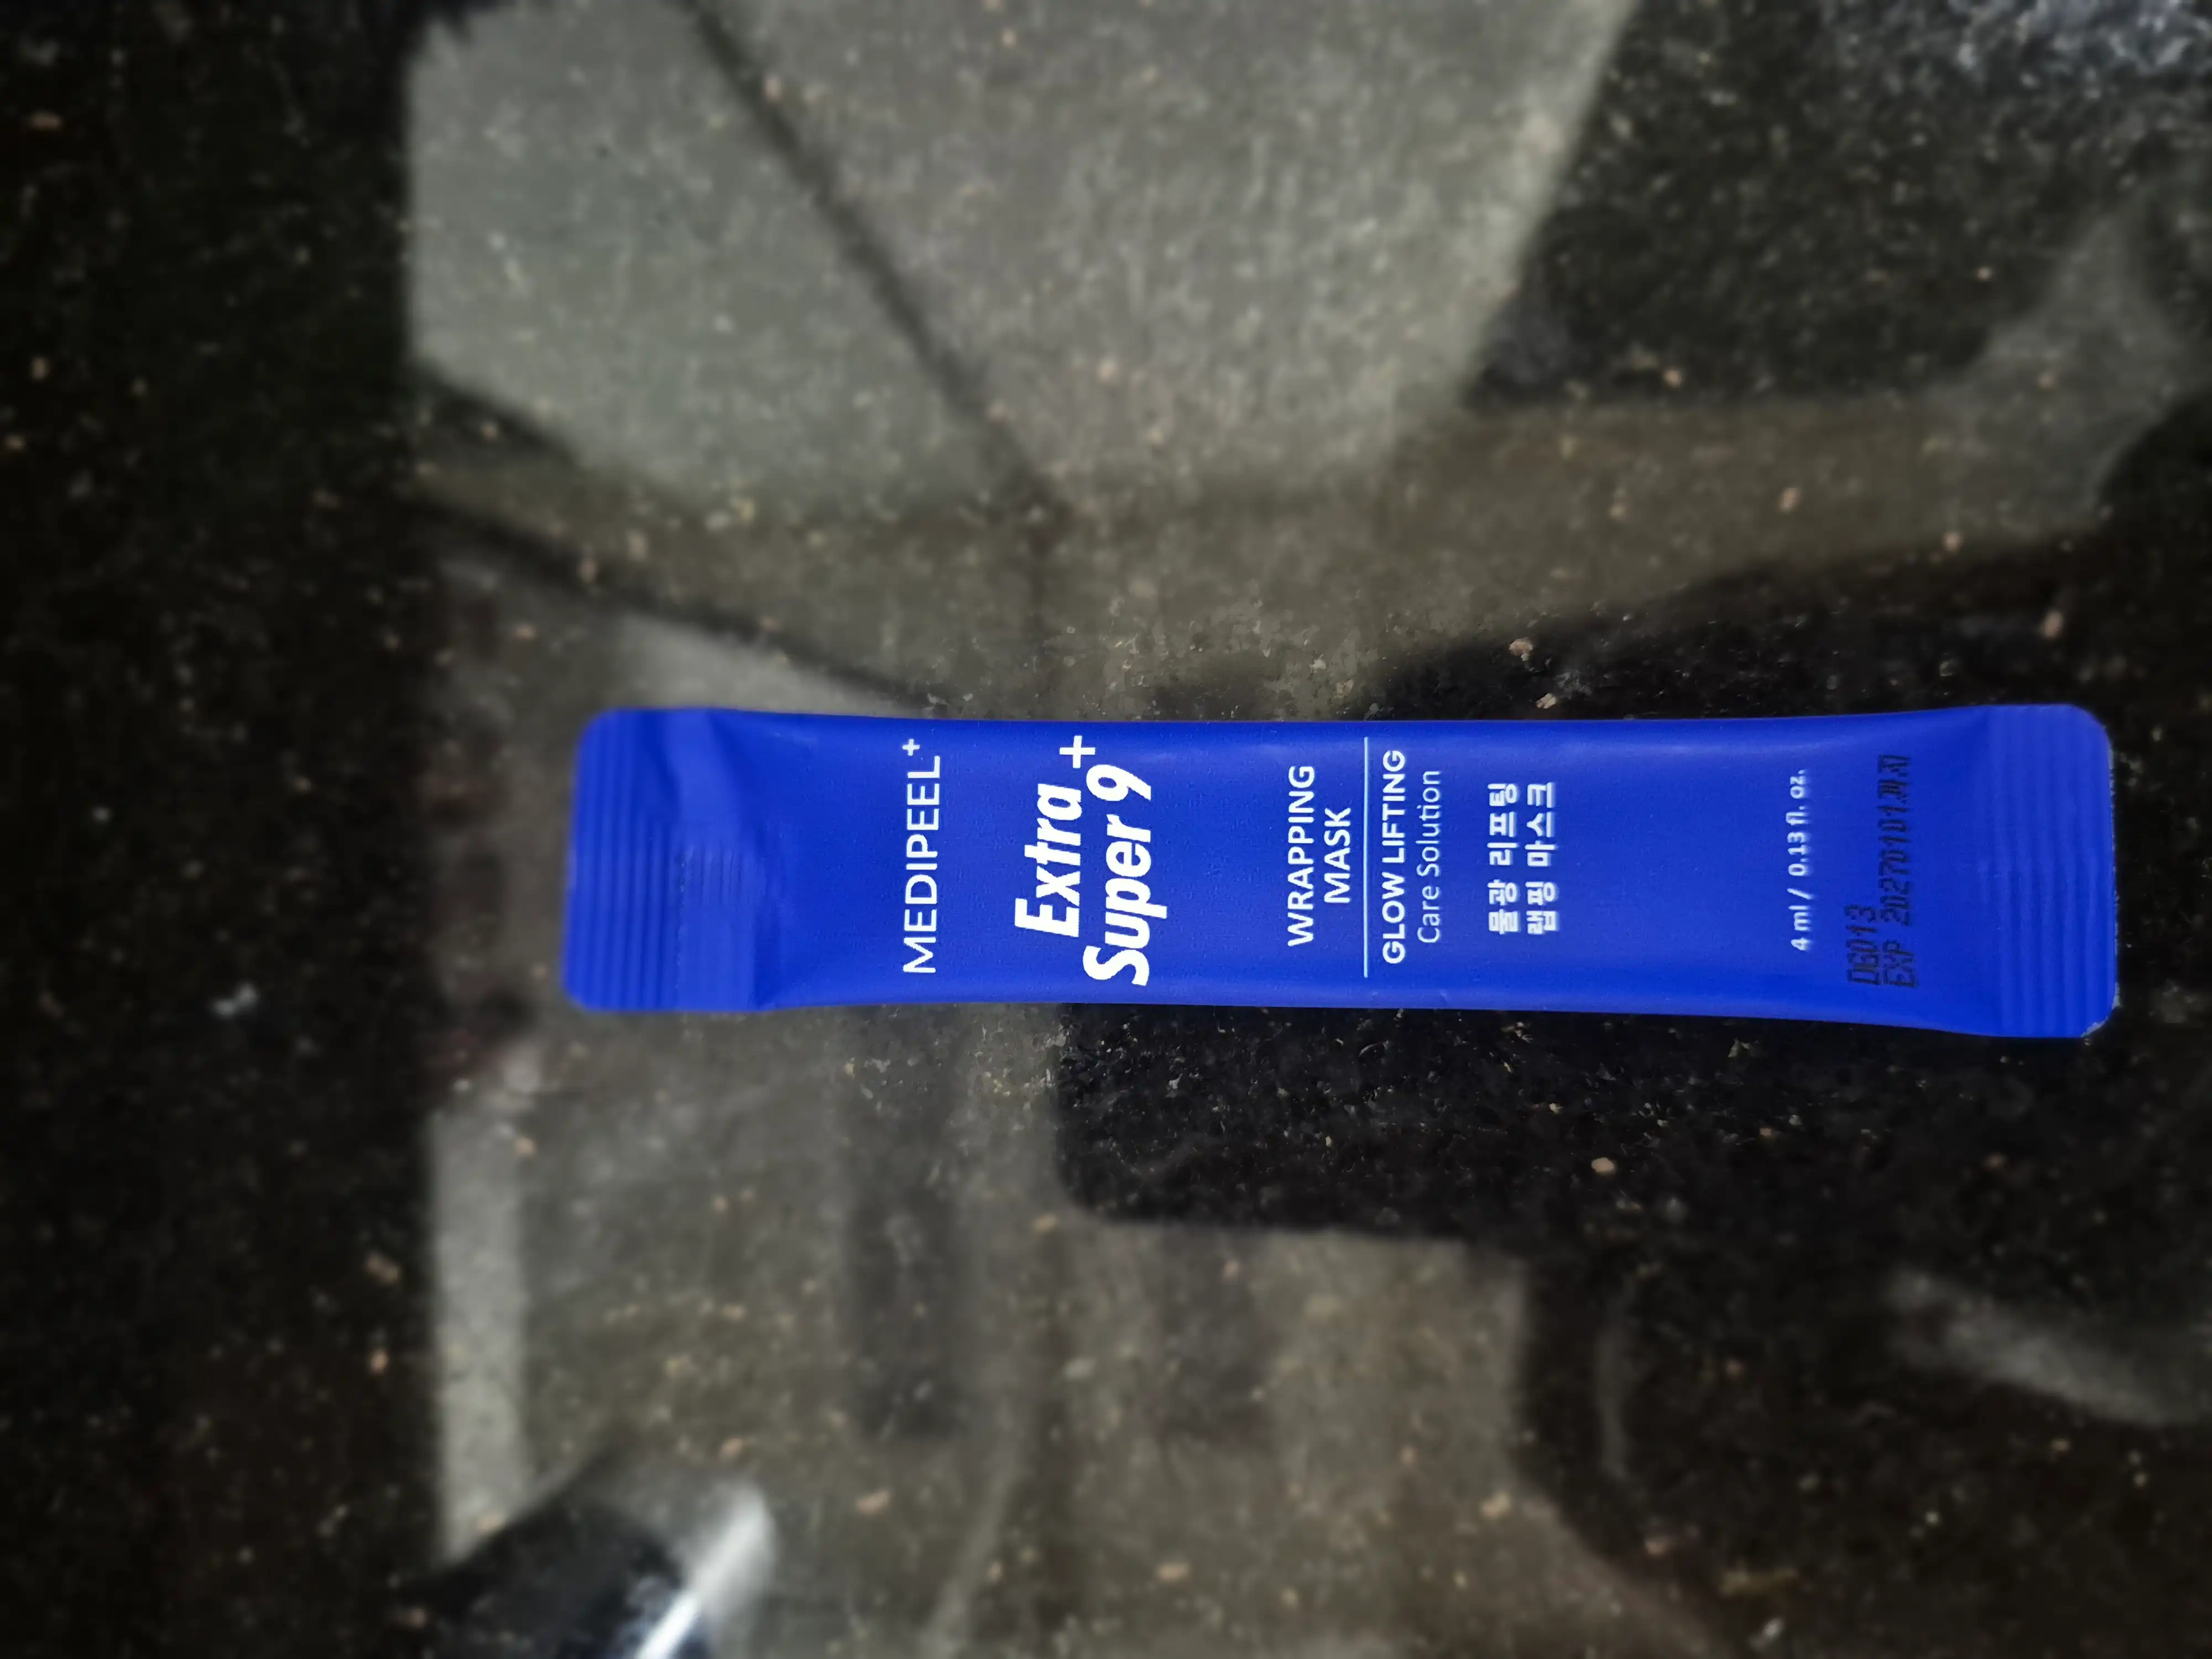 MEDIPEEL+
Extra
Super 9+
WRAPPING
MASK
GLOW LIFTING
Care Solution
물광 리프팅
랩핑 마스크
4 ml / 0.13 fl. oz.
DG013
EXP 20270101까지